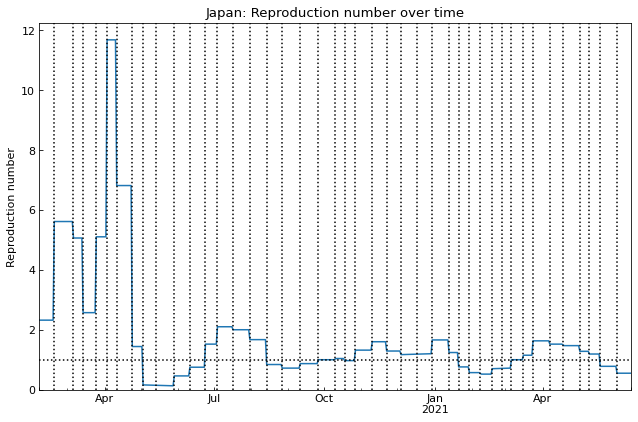 Japan: Reproduction number over time
12
10
8
6
4
2
0
Reproduction number
Apr
Jul
Oct
Jan
2021
Apr